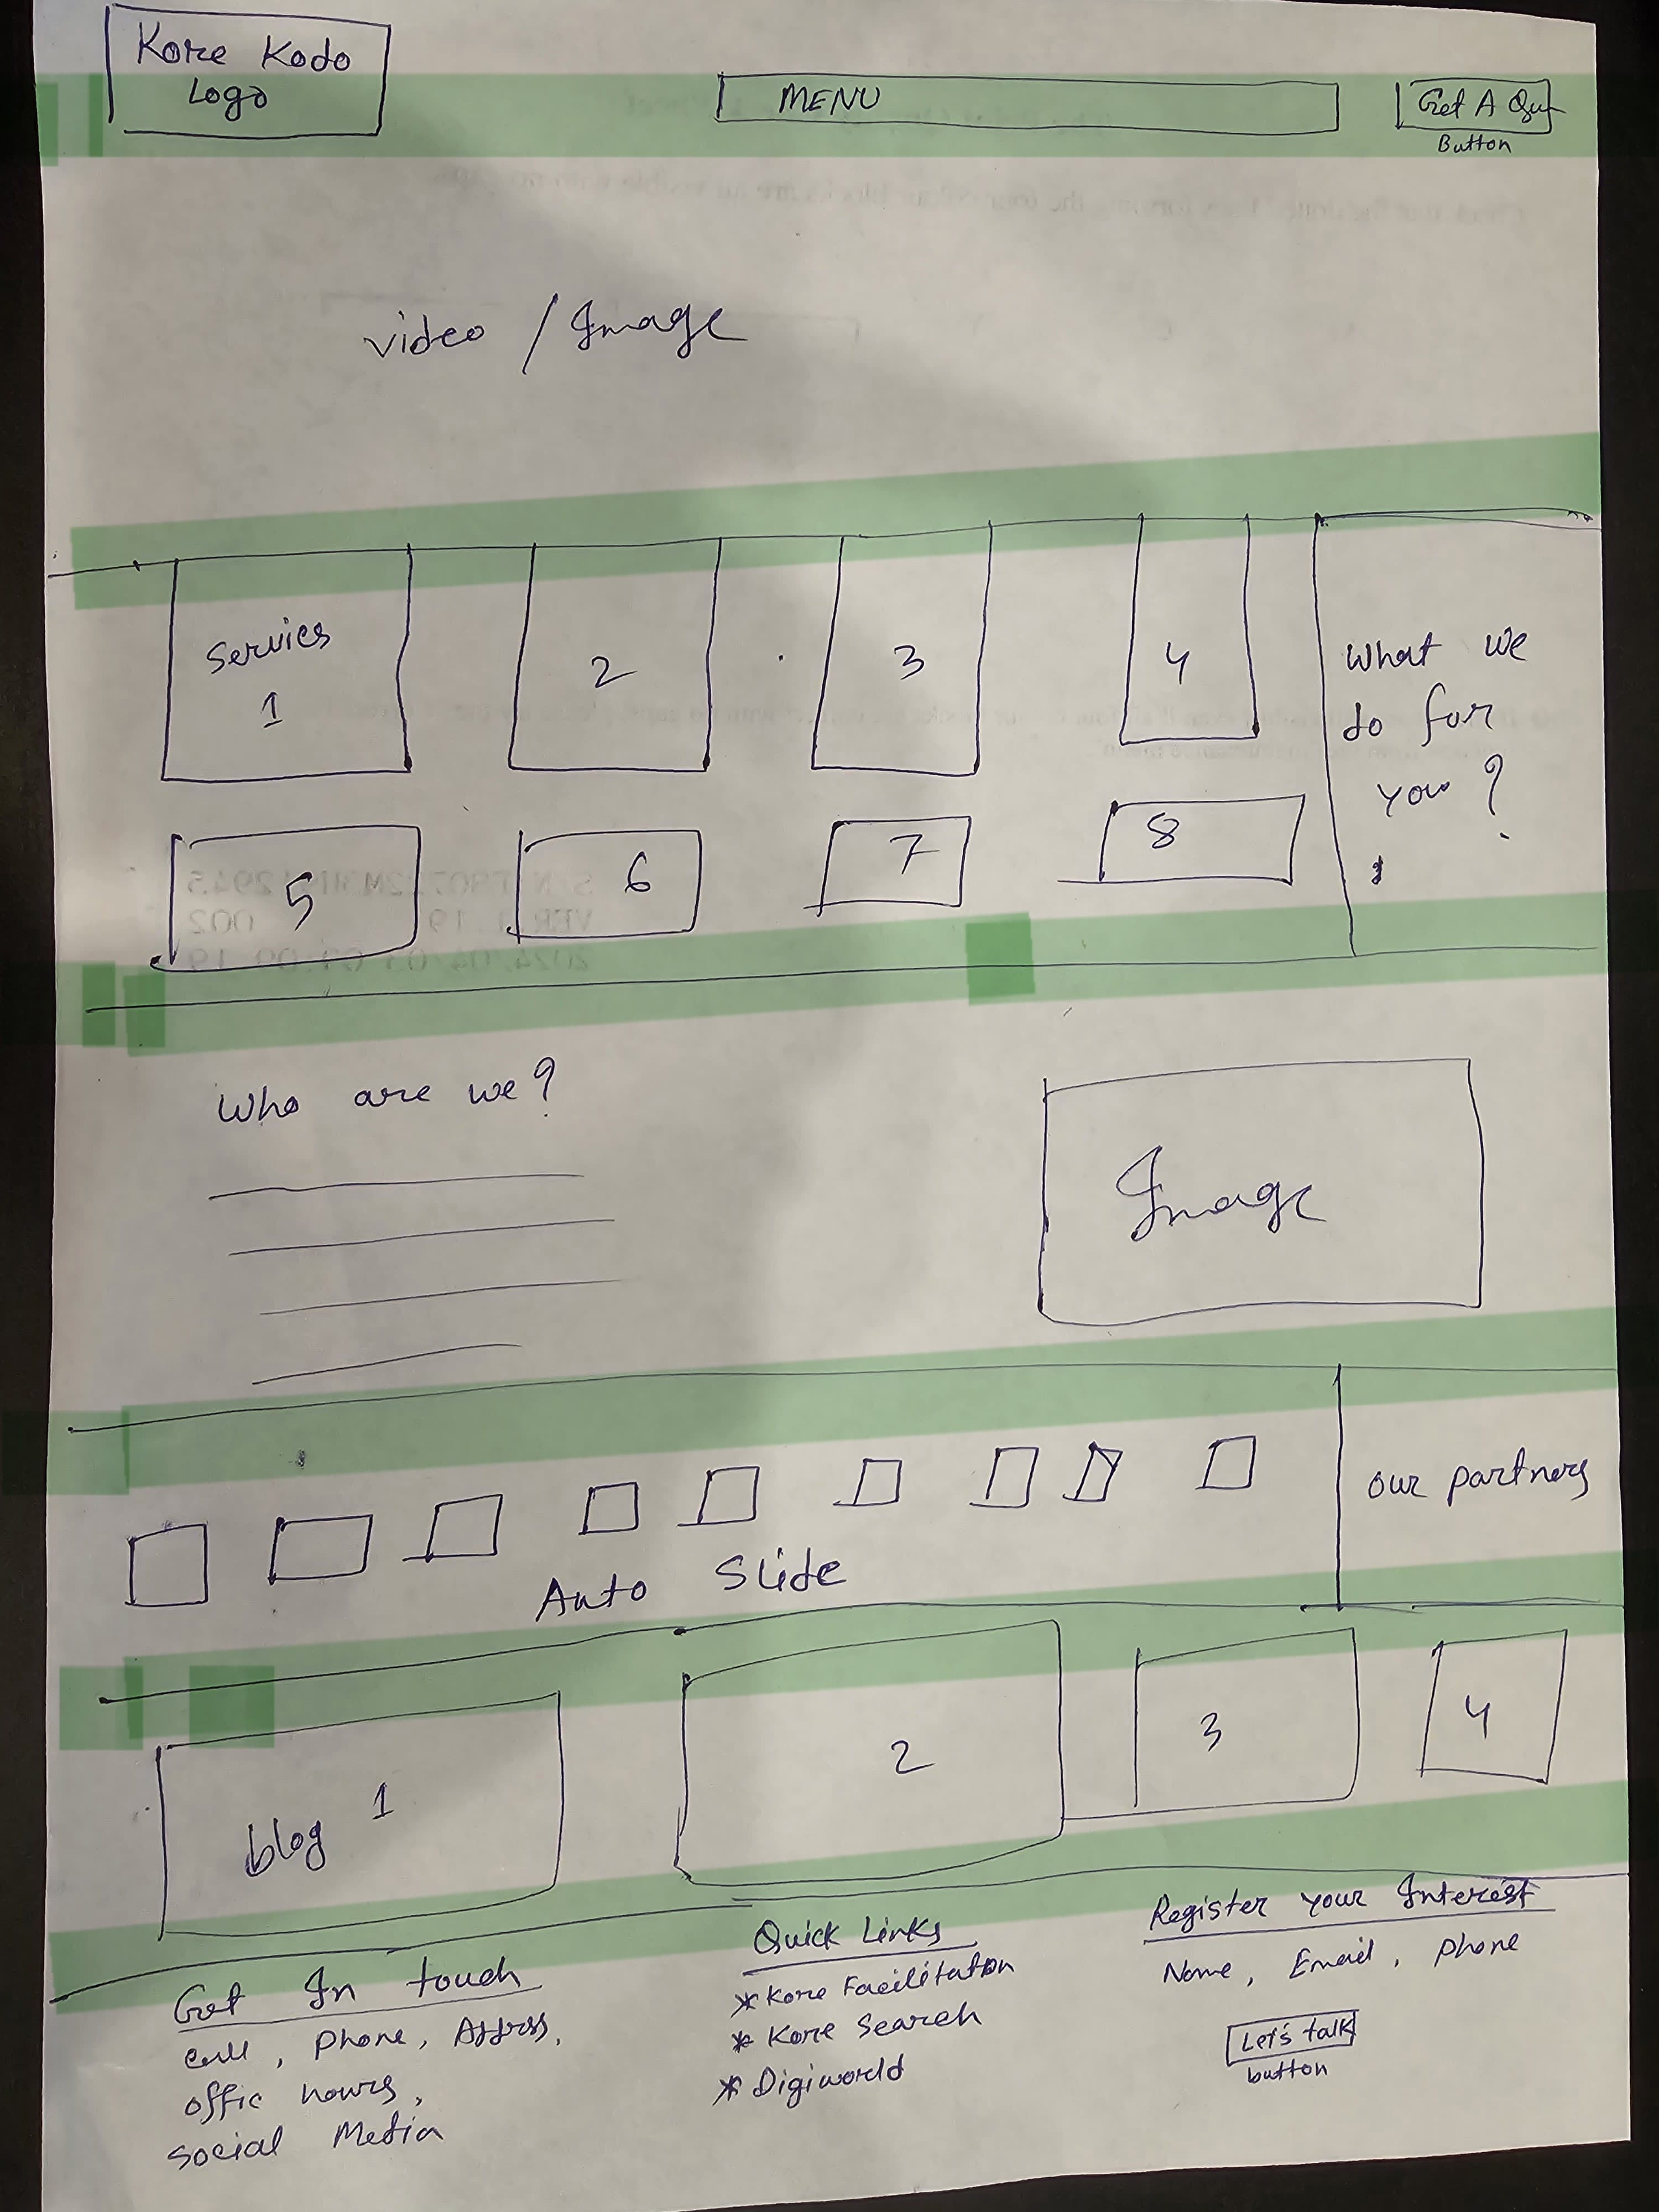 Kore Kodo
Logo
MENU
Get A Qu
Button
video / Image
Servics
1
2
3
4
What we
do for
you ?
5
6
7
8
Who are we?
Image
our partners
Auto Slide
blog 1
2
3
4
Get In touch
Call, Phone, Address,
offic hours,
Social Media
Quick Links
* Kore Facilitation
* Kore Search
* Digiworld
Register your Interest
Name, Email, phone
Let's talk
button